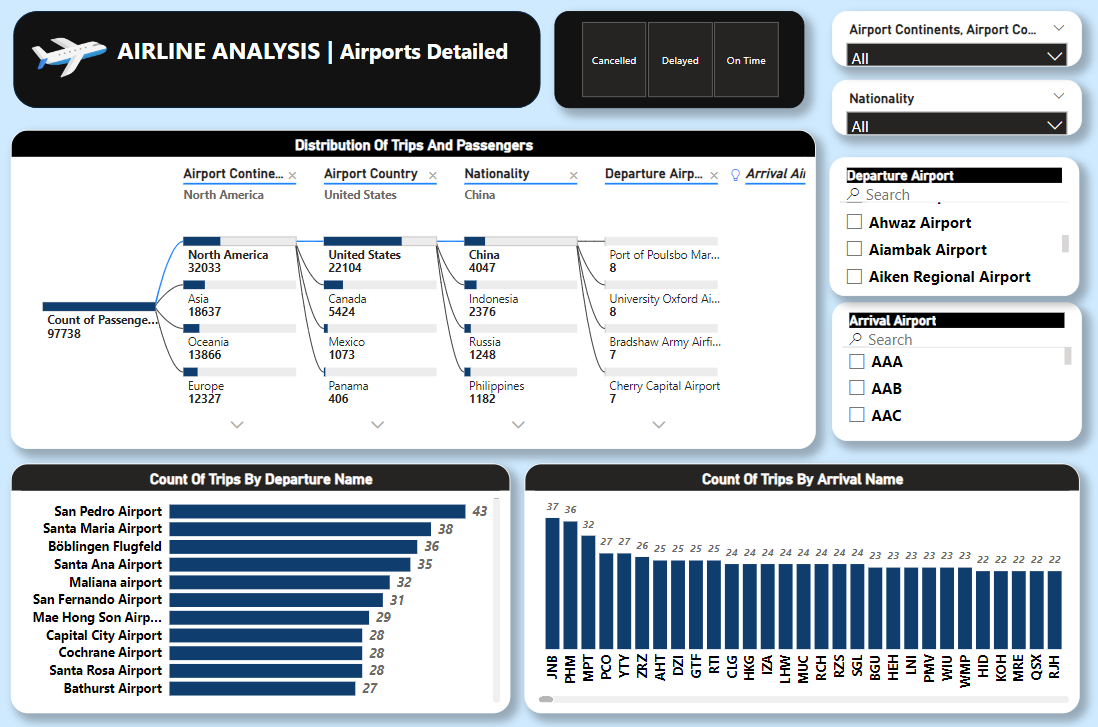 AIRLINE ANALYSIS | Airports Detailed
Cancelled
Delayed
On Time
Airport Continents, Airport Co...
All
Nationality
All
Distribution Of Trips And Passengers
Airport Contine...
North America
Airport Country
United States
Nationality
China
Departure Airp...
Arrival Air
Count of Passenge...
97738
North America
32033
Asia
18637
Oceania
13866
Europe
12327
United States
22104
Canada
5424
Mexico
1073
Panama
406
China
4047
Indonesia
2376
Russia
1248
Philippines
1182
Port of Poulsbo Mar...
8
University Oxford Ai...
8
Bradshaw Army Airfi...
7
Cherry Capital Airport
7
Departure Airport
Search
Ahwaz Airport
Aiambak Airport
Aiken Regional Airport
Arrival Airport
Search
AAA
AAB
AAC
Count Of Trips By Departure Name
San Pedro Airport 43
Santa Maria Airport 38
Böblingen Flugfeld 36
Santa Ana Airport 35
Maliana airport 32
San Fernando Airport 31
Mae Hong Son Airp... 29
Capital City Airport 28
Cochrane Airport 28
Santa Rosa Airport 28
Bathurst Airport 27
Count Of Trips By Arrival Name
37 36 32 27 27 26 25 25 25 25 24 24 24 24 24 24 24 24 23 23 23 23 23 23 22 22 22 22 22
JNB PHM MPT PCO YTY ZRZ AHT DZI GTF RTI CLG HKG IZA LHW MUC RCH RZS SGL BGU HEH LNI PMV WIU WMP HID KOH MRE QSX RJH